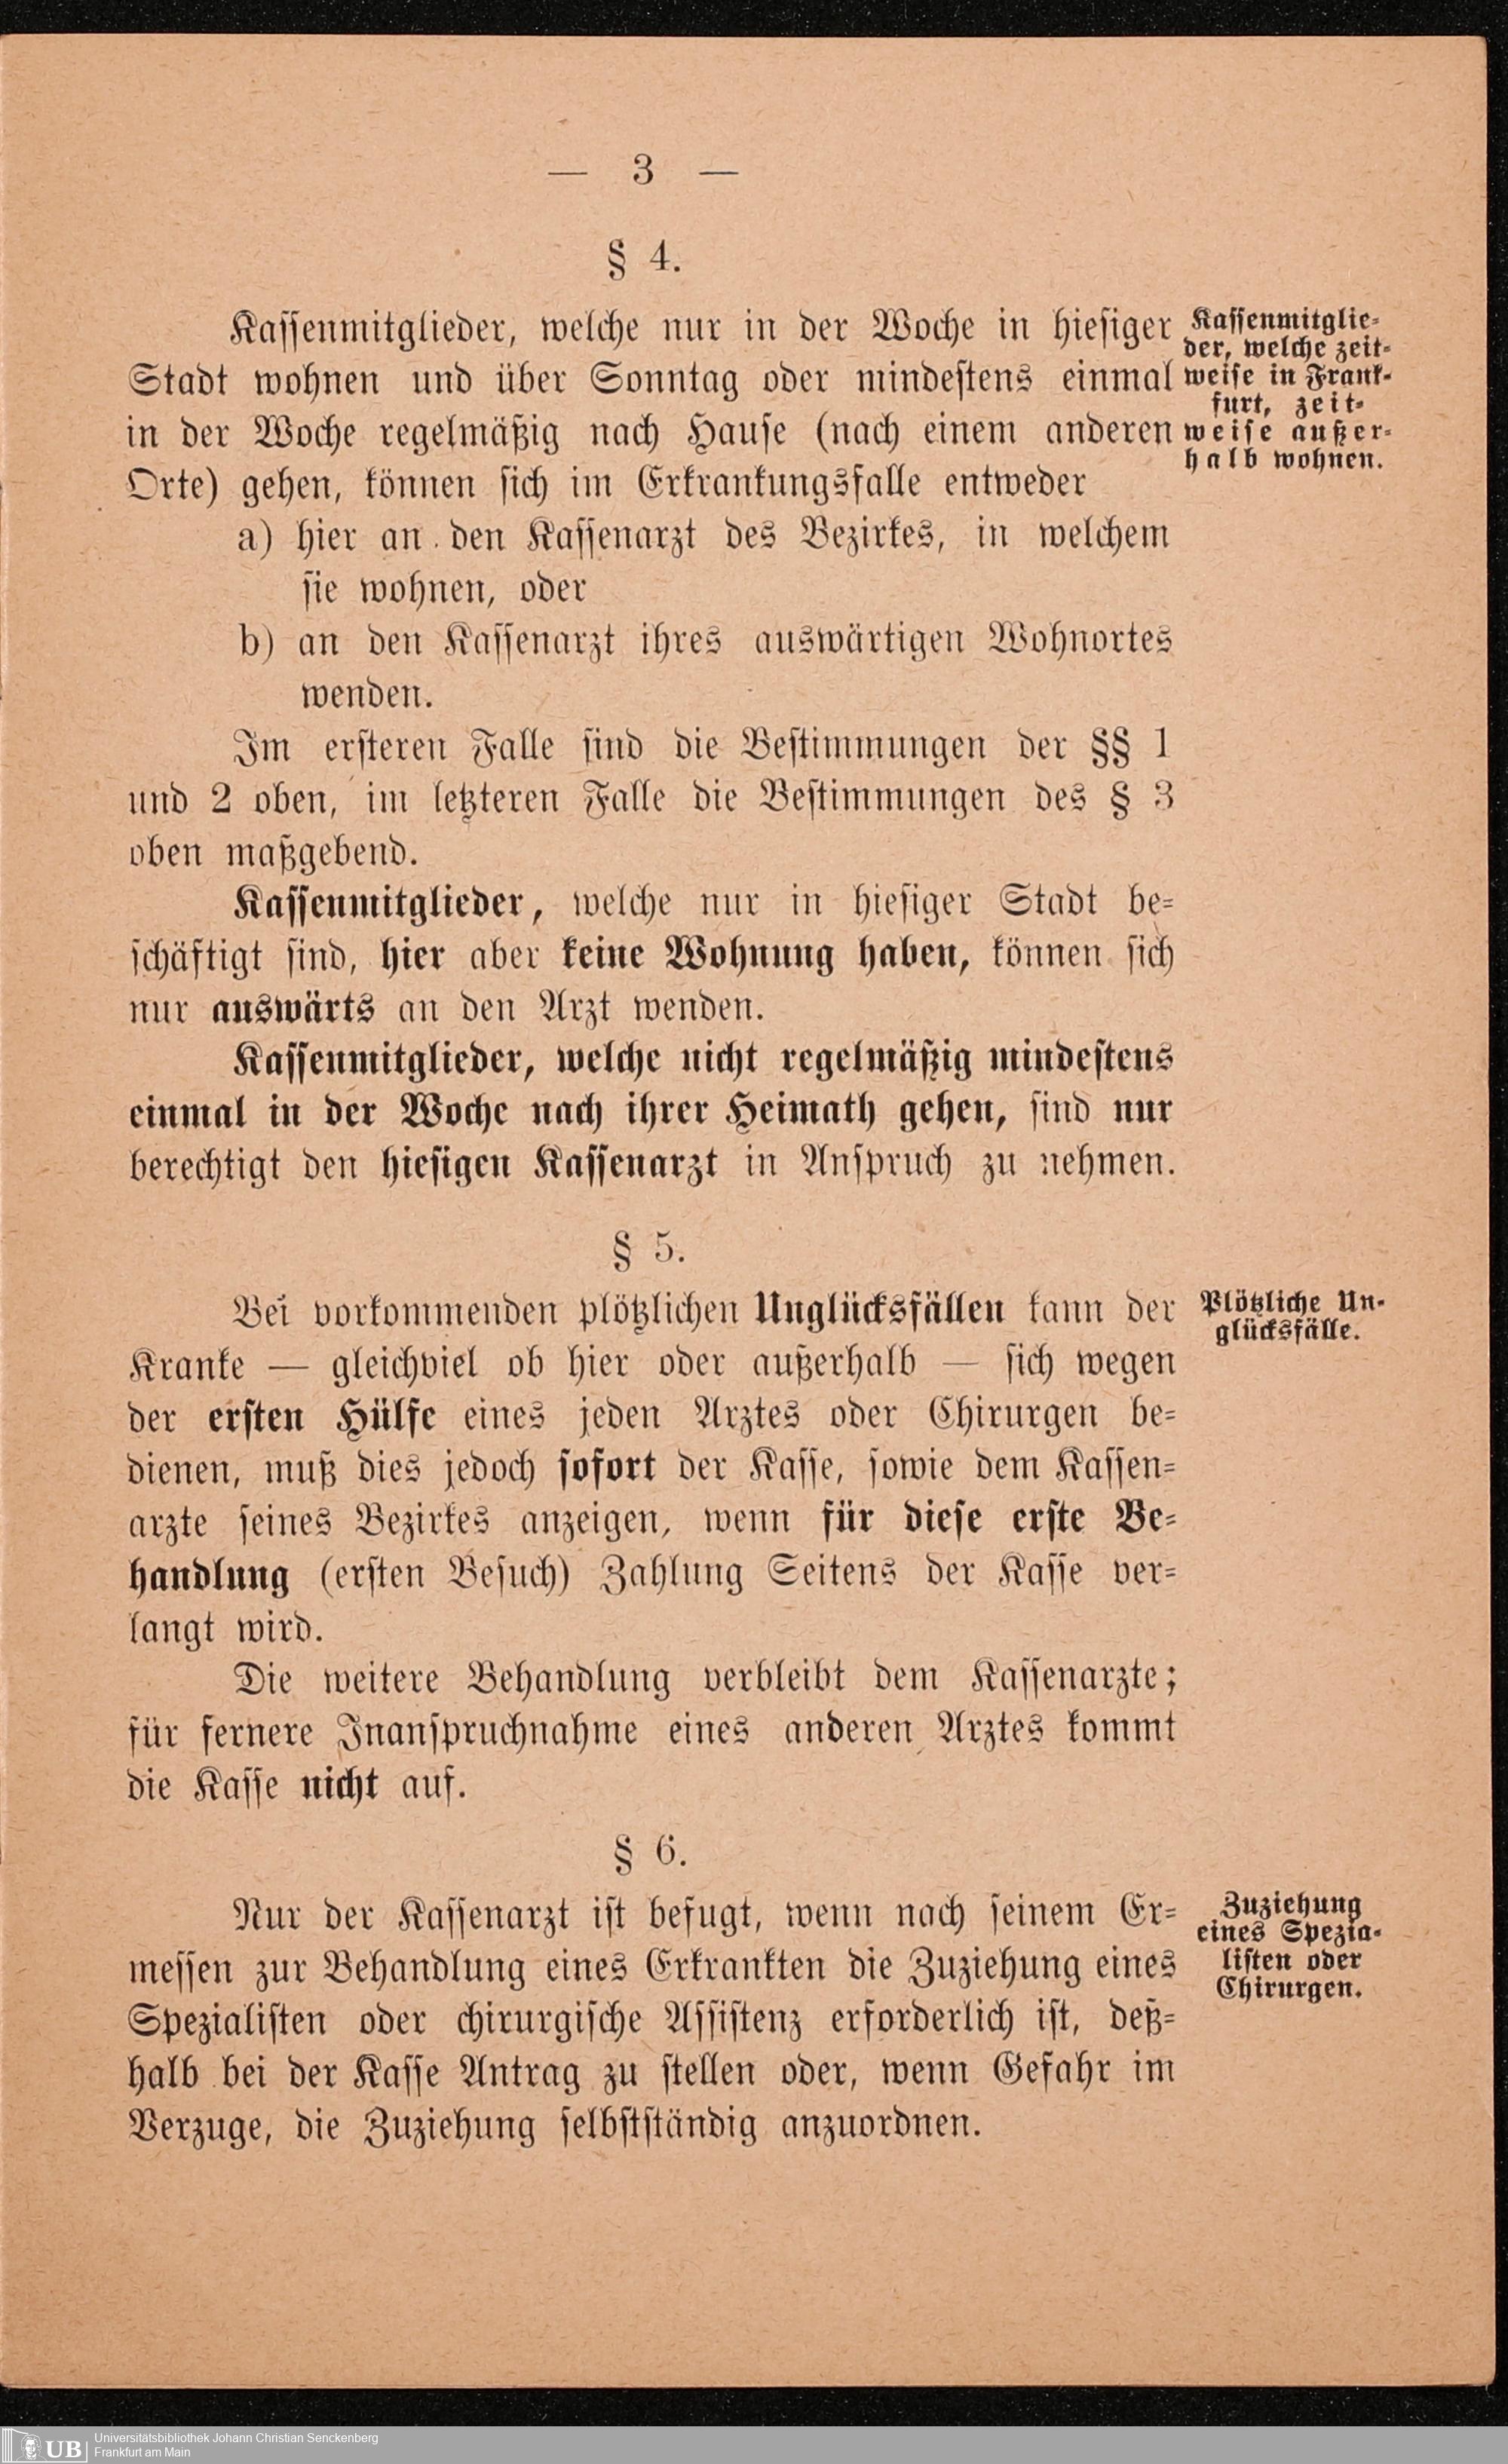 — 3 —
§ 4.
Kassenmitglieder, welche nur in der Woche in hiesiger
Stadt wohnen und über Sonntag oder mindestens einmal
in der Woche regelmäßig nach Hause (nach einem anderen
Orte) gehen, können sich im Erkrankungsfalle entweder
a) hier an den Kassenarzt des Bezirkes, in welchem
sie wohnen, oder
b) an den Kassenarzt ihres auswärtigen Wohnortes
wenden.
Kassenmitglie-
der, welche zeit-
weise in Frank-
furt, zeit-
weise außer-
halb wohnen.
Im ersteren Falle sind die Bestimmungen der §§ 1
und 2 oben, im letzteren Falle die Bestimmungen des § 3
oben maßgebend.
Kassenmitglieder, welche nur in hiesiger Stadt be-
schäftigt sind, hier aber keine Wohnung haben, können sich
nur auswärts an den Arzt wenden.
Kassenmitglieder, welche nicht regelmäßig mindestens
einmal in der Woche nach ihrer Heimath gehen, sind nur
berechtigt den hiesigen Kassenarzt in Anspruch zu nehmen.
§ 5.
Bei vorkommenden plötzlichen Unglücksfällen kann der
Kranke — gleichviel ob hier oder außerhalb — sich wegen
der ersten Hülfe eines jeden Arztes oder Chirurgen be-
dienen, muß dies jedoch sofort der Kasse, sowie dem Kassen-
arzte seines Bezirkes anzeigen, wenn für diese erste Be-
handlung (ersten Besuch) Zahlung Seitens der Kasse ver-
langt wird.
Plötzliche Un-
glücksfälle.
Die weitere Behandlung verbleibt dem Kassenarzte;
für fernere Inanspruchnahme eines anderen Arztes kommt
die Kasse nicht auf.
§ 6.
Nur der Kassenarzt ist befugt, wenn nach seinem Er-
messen zur Behandlung eines Erkrankten die Zuziehung eines
Spezialisten oder chirurgische Assistenz erforderlich ist, deß-
halb bei der Kasse Antrag zu stellen oder, wenn Gefahr im
Verzuge, die Zuziehung selbstständig anzuordnen.
Zuziehung
eines Spezia-
listen oder
Chirurgen.
UB
Universitätsbibliothek Johann Christian Senckenberg
Frankfurt am Main